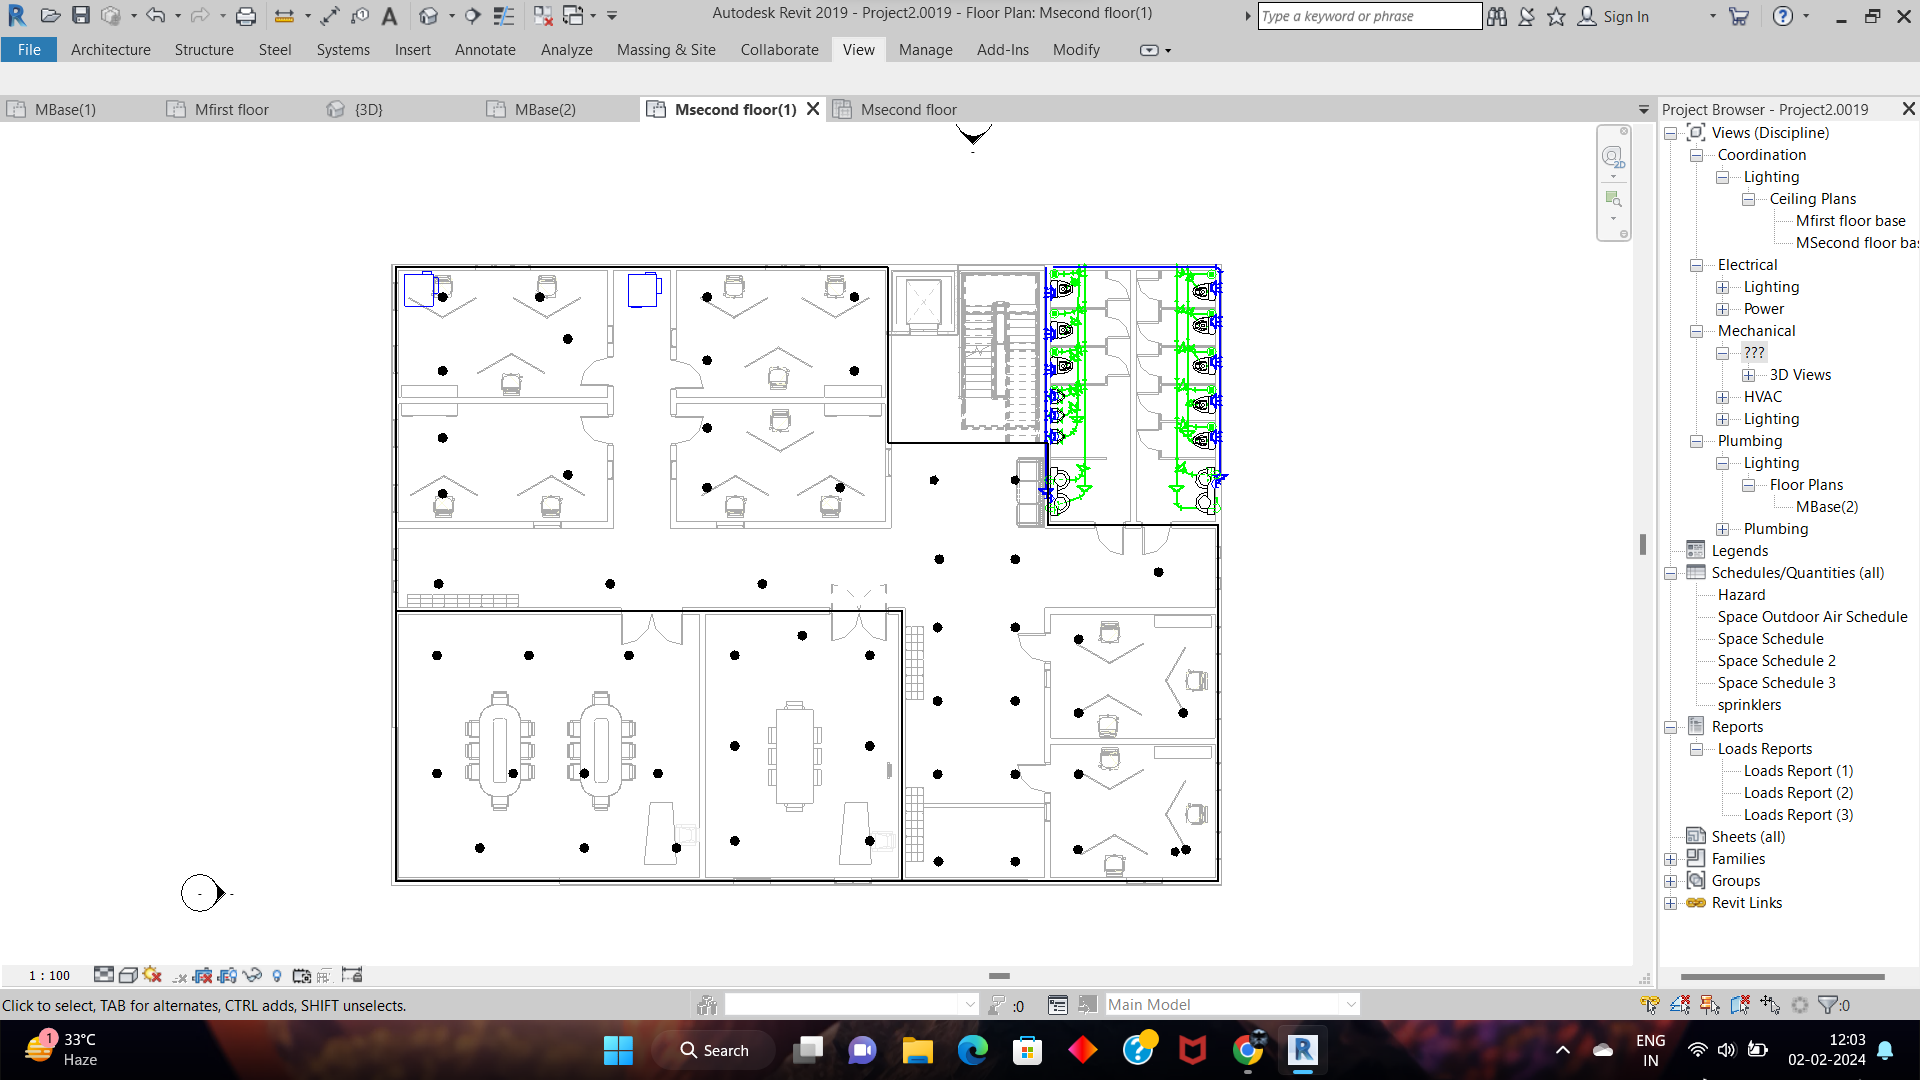 Autodesk Revit 2019 - Project2.0019 - Floor Plan: Msecond floor(1)
Type a keyword or phrase
Sign In
File
Architecture
Structure
Steel
Systems
Insert
Annotate
Analyze
Massing & Site
Collaborate
View
Manage
Add-Ins
Modify
MBase(1)
Mfirst floor
{3D}
MBase(2)
Msecond floor(1)
Msecond floor
Project Browser - Project2.0019
Views (Discipline)
Coordination
Lighting
Ceiling Plans
Mfirst floor base
MSecond floor bas
Electrical
Lighting
Power
Mechanical
???
3D Views
HVAC
Lighting
Plumbing
Lighting
Floor Plans
MBase(2)
Plumbing
Legends
Schedules/Quantities (all)
Hazard
Space Outdoor Air Schedule
Space Schedule
Space Schedule 2
Space Schedule 3
sprinklers
Reports
Loads Reports
Loads Report (1)
Loads Report (2)
Loads Report (3)
Sheets (all)
Families
Groups
Revit Links
2D
1 : 100
Click to select, TAB for alternates, CTRL adds, SHIFT unselects.
:0
Main Model
:0
1
33°C
Haze
Search
ENG
IN
12:03
02-02-2024